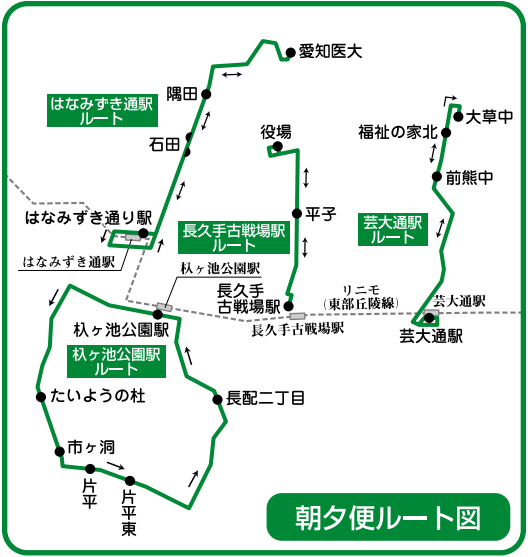 愛知医大
隅田
はなみずき通駅
ルート
石田
役場
大草中
福祉の家北
前熊中
はなみずき通り駅
平子
長久手古戦場駅
ルート
芸大通駅
ルート
はなみずき通駅
杁ヶ池公園駅
長久手
古戦場駅
リニモ
(東部丘陵線)
芸大通駅
杁ヶ池公園駅
長久手古戦場駅
芸大通駅
杁ヶ池公園駅
ルート
たいようの杜
長配二丁目
市ヶ洞
片平
片平東
朝夕便ルート図